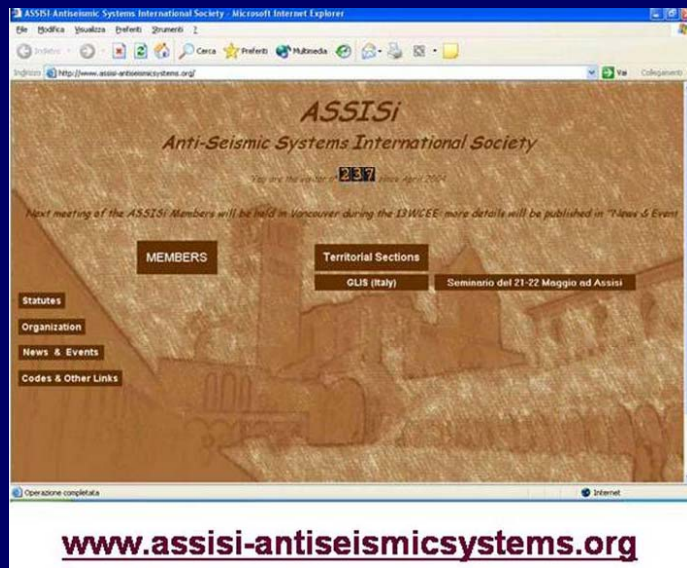 ASSISI-Antiseismic Systems International Society - Microsoft Internet Explorer
File Modifica Visualizza Preferiti Strumenti ?
Indietro Cerca Preferiti Multimedia
Indirizzo http://www.assisi-antiseismicsystems.org/ Vai Collegamenti
ASSISi
Anti-Seismic Systems International Society
You are the visitor n° 237 since April 2004
Next meeting of the ASSISi Members will be held in Vancouver during the 13WCEE: more details will be published in "News & Event
MEMBERS Territorial Sections
GLIS (Italy) Seminario del 21-22 Maggio ad Assisi
Statutes
Organization
News & Events
Codes & Other Links
Operazione completata Internet
www.assisi-antiseismicsystems.org